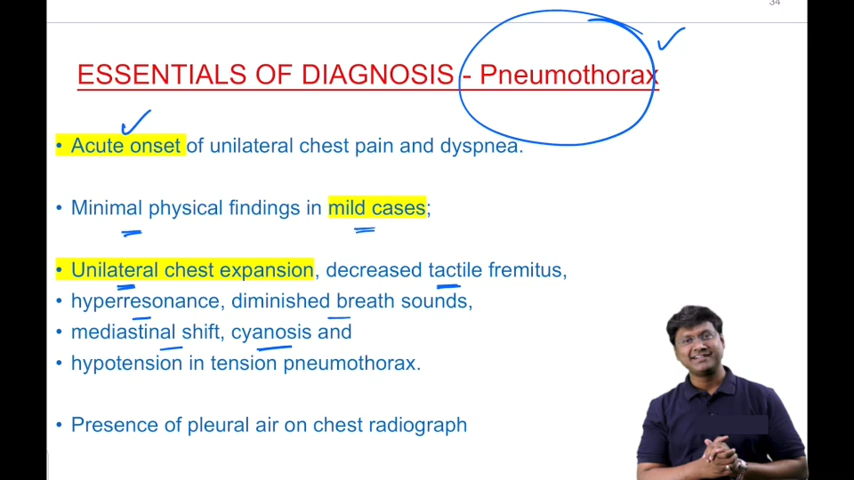 34
ESSENTIALS OF DIAGNOSIS - Pneumothorax
• Acute onset of unilateral chest pain and dyspnea.
• Minimal physical findings in mild cases;
• Unilateral chest expansion, decreased tactile fremitus,
• hyperresonance, diminished breath sounds,
• mediastinal shift, cyanosis and
• hypotension in tension pneumothorax.
• Presence of pleural air on chest radiograph